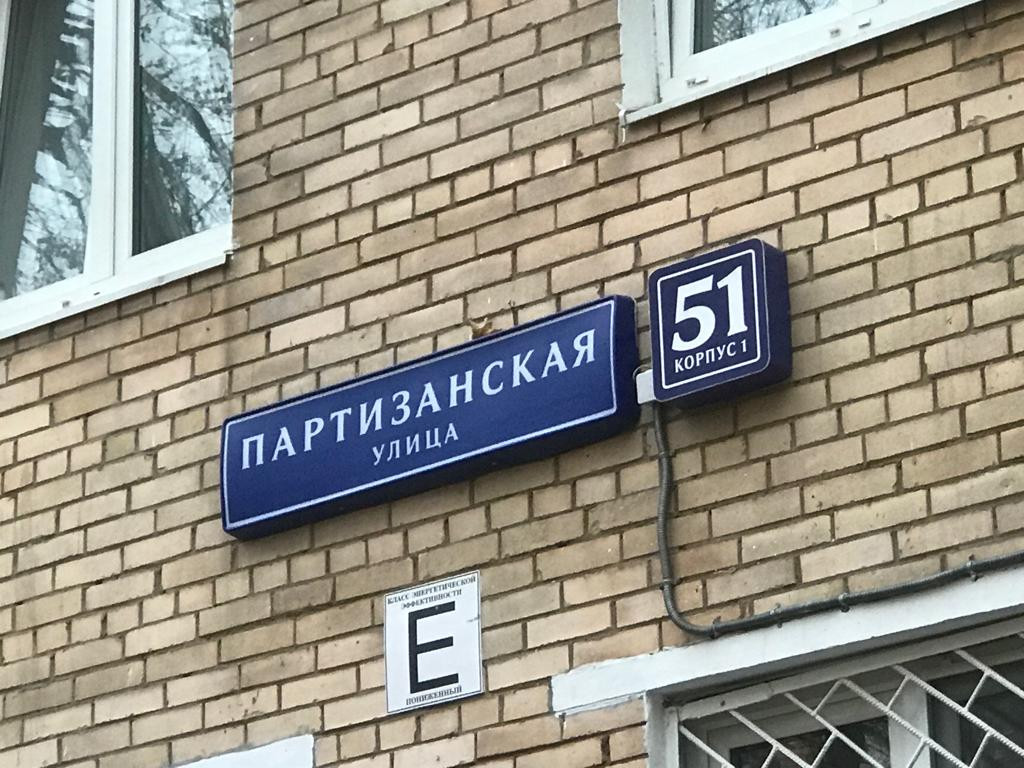 ПАРТИЗАНСКАЯ
УЛИЦА
51
КОРПУС 1
КЛАСС ЭНЕРГЕТИЧЕСКОЙ
ЭФФЕКТИВНОСТИ
E
ПОНИЖЕННЫЙ